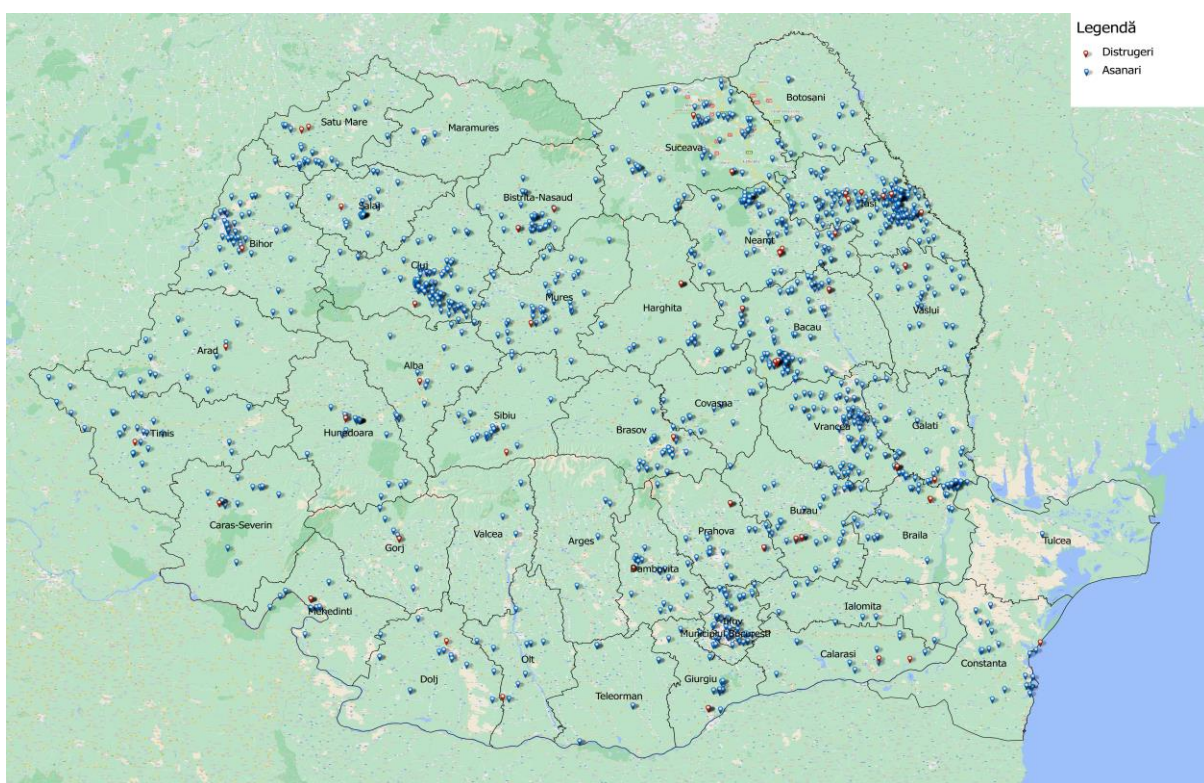 Legendă
Distrugeri
Asanari
Botosani
Satu Mare
Maramures
Suceava
Salaj
Bistrita-Nasaud
Iasi
Bihor
Neamt
Cluj
Mures
Harghita
Vaslui
Bacau
Arad
Alba
Covasna
Sibiu
Brasov
Vrancea
Galati
Timis
Hunedoara
Caras-Severin
Buzau
Prahova
Braila
Valcea
Arges
Gorj
Tulcea
Dambovita
Mehedinti
Ialomita
Ilfov
Municipiul Bucuresti
Calarasi
Constanta
Olt
Dolj
Giurgiu
Teleorman